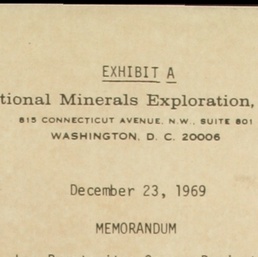 EXHIBIT A
tional Minerals Exploration,
815 CONNECTICUT AVENUE, N.W., SUITE 801
WASHINGTON, D. C. 20006
December 23, 1969
MEMORANDUM